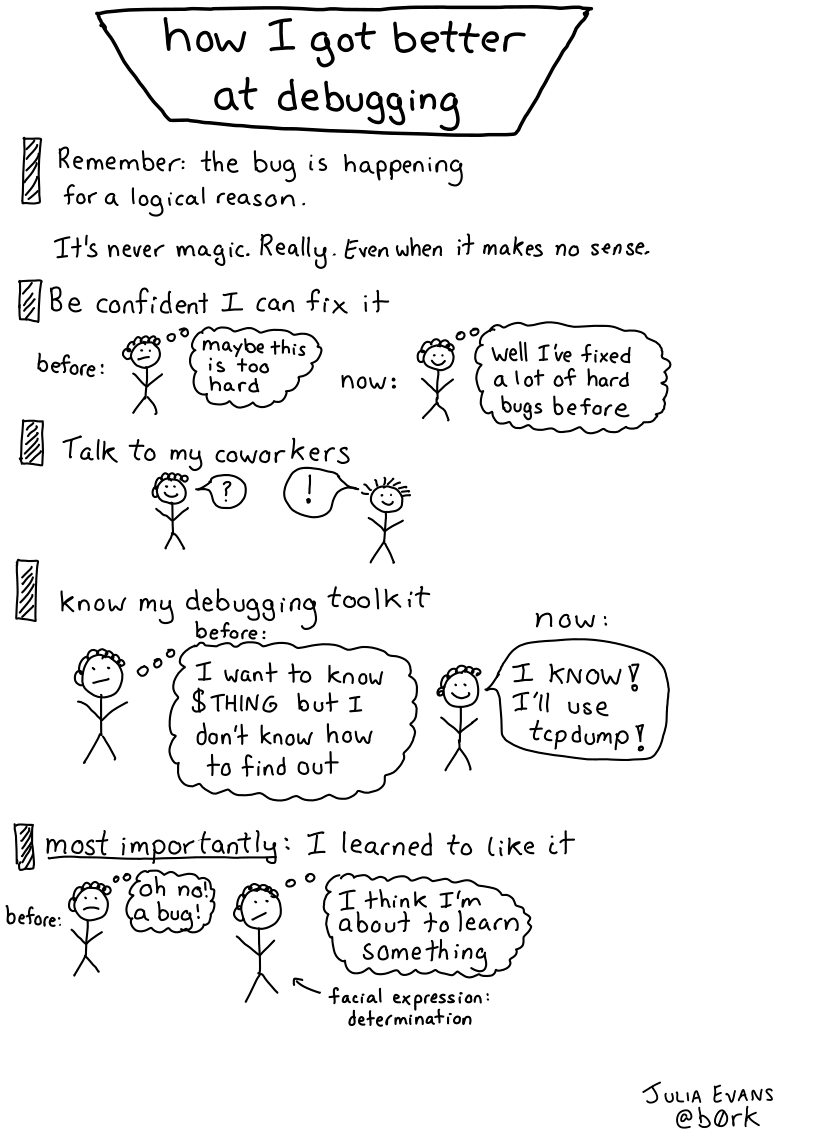 how I got better
at debugging
Remember: the bug is happening
for a logical reason.
It's never magic. Really. Even when it makes no sense.
Be confident I can fix it
before:
maybe this
is too
hard
now:
well I've fixed
a lot of hard
bugs before
Talk to my coworkers
?
!
know my debugging toolkit
before:
I want to know
$THING but I
don't know how
to find out
now:
I KNOW!
I'll use
tcpdump!
most importantly: I learned to like it
before:
oh no!
a bug!
I think I'm
about to learn
something
facial expression:
determination
JULIA EVANS
@b0rk